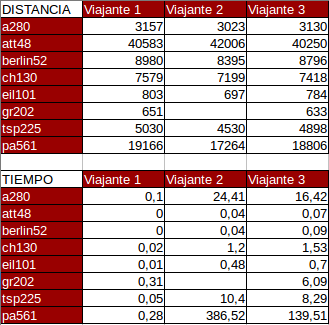 DISTANCIA Viajante 1 Viajante 2 Viajante 3
a280 3157 3023 3130
att48 40583 42006 40250
berlin52 8980 8395 8796
ch130 7579 7199 7418
eil101 803 697 784
gr202 651 633
tsp225 5030 4530 4898
pa561 19166 17264 18806
TIEMPO Viajante 1 Viajante 2 Viajante 3
a280 0,1 24,41 16,42
att48 0 0,04 0,07
berlin52 0 0,04 0,09
ch130 0,02 1,2 1,53
eil101 0,01 0,48 0,7
gr202 0,31 6,09
tsp225 0,05 10,4 8,29
pa561 0,28 386,52 139,51